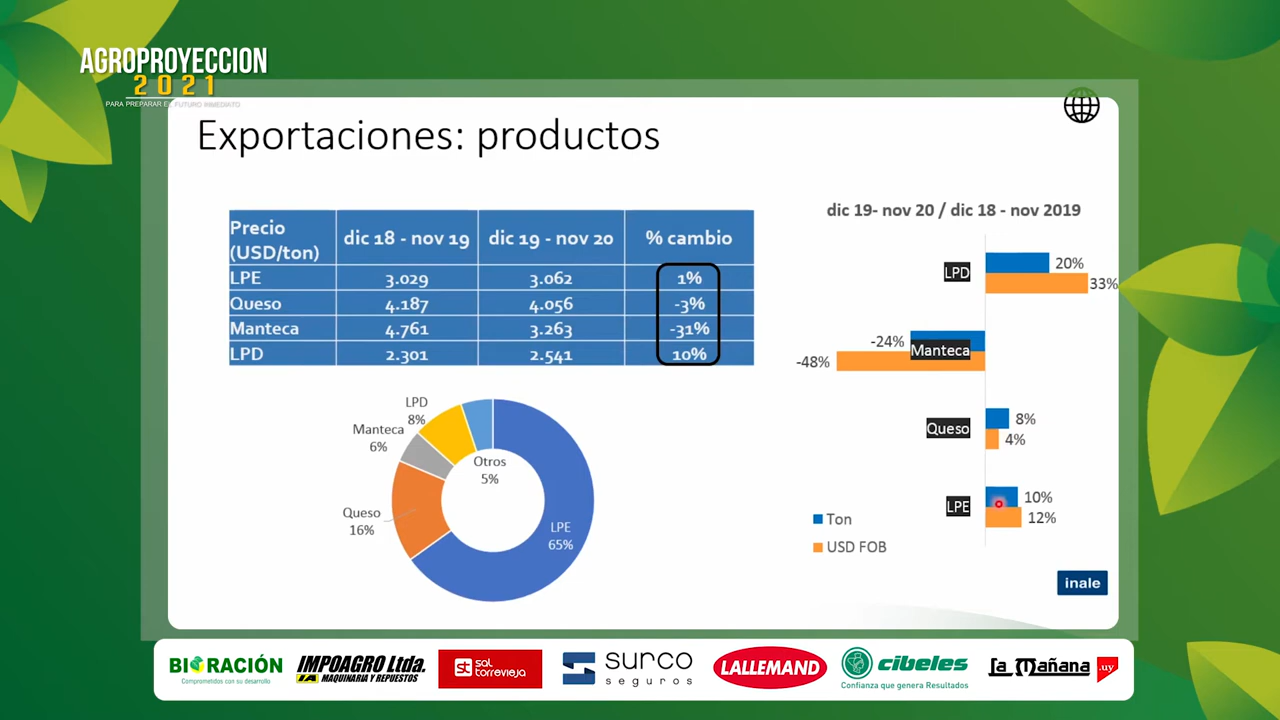 AGROPROYECCION
2021
PARA PREPARAR EL FUTURO INMEDIATO
Exportaciones: productos
Precio (USD/ton) dic 18 - nov 19 dic 19 - nov 20 % cambio
LPE 3.029 3.062 1%
Queso 4.187 4.056 -3%
Manteca 4.761 3.263 -31%
LPD 2.301 2.541 10%
LPD
8%
Manteca
6%
Otros
5%
Queso
16%
LPE
65%
dic 19- nov 20 / dic 18 - nov 2019
LPD 20%
33%
-24%
Manteca
-48%
Queso 8%
4%
LPE 10%
12%
Ton
USD FOB
inale
BIORACIÓN
Comprometidos con su desarrollo
IMPOAGRO Ltda.
IA MAQUINARIA Y REPUESTOS
st sal torrevieja
surco
seguros
LALLEMAND
cibeles
Confianza que genera Resultados
La Mañana .uy